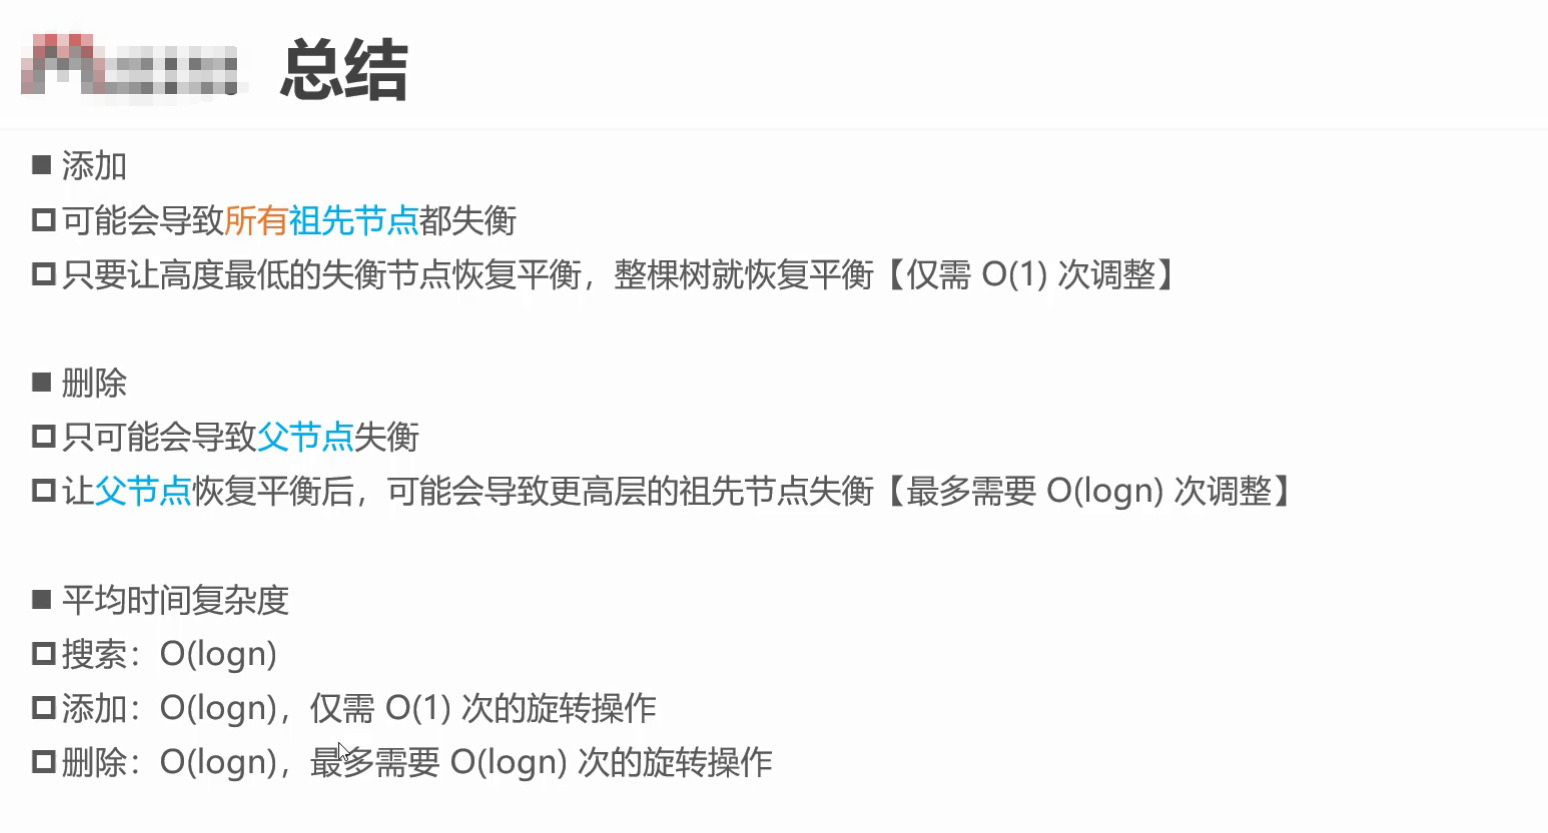 总结
■ 添加
可能会导致所有祖先节点都失衡
只要让高度最低的失衡节点恢复平衡，整棵树就恢复平衡【仅需 O(1) 次调整】
■ 删除
只可能会导致父节点失衡
让父节点恢复平衡后，可能会导致更高层的祖先节点失衡【最多需要 O(logn) 次调整】
■ 平均时间复杂度
搜索：O(logn)
添加：O(logn)，仅需 O(1) 次的旋转操作
删除：O(logn)，最多需要 O(logn) 次的旋转操作